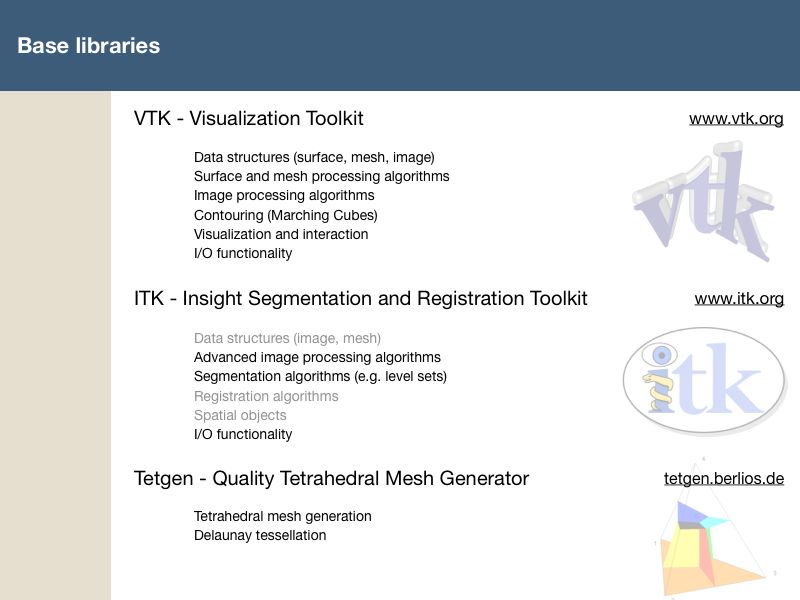 Base libraries
VTK - Visualization Toolkit
www.vtk.org
Data structures (surface, mesh, image)
Surface and mesh processing algorithms
Image processing algorithms
Contouring (Marching Cubes)
Visualization and interaction
I/O functionality
vtk
ITK - Insight Segmentation and Registration Toolkit
www.itk.org
Data structures (image, mesh)
Advanced image processing algorithms
Segmentation algorithms (e.g. level sets)
Registration algorithms
Spatial objects
I/O functionality
itk
Tetgen - Quality Tetrahedral Mesh Generator
tetgen.berlios.de
Tetrahedral mesh generation
Delaunay tessellation